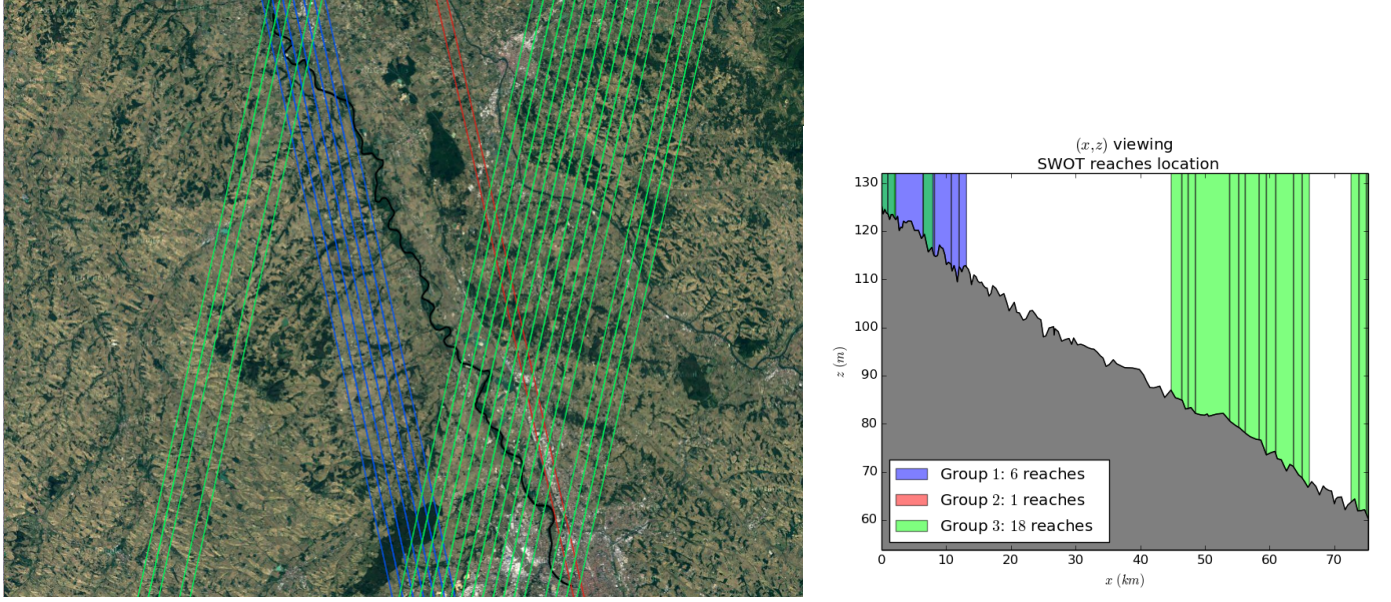 (x,z) viewing
SWOT reaches location
130
120
110
100
90
80
70
60
z (m)
Group 1: 6 reaches
Group 2: 1 reaches
Group 3: 18 reaches
0 10 20 30 40 50 60 70
x (km)